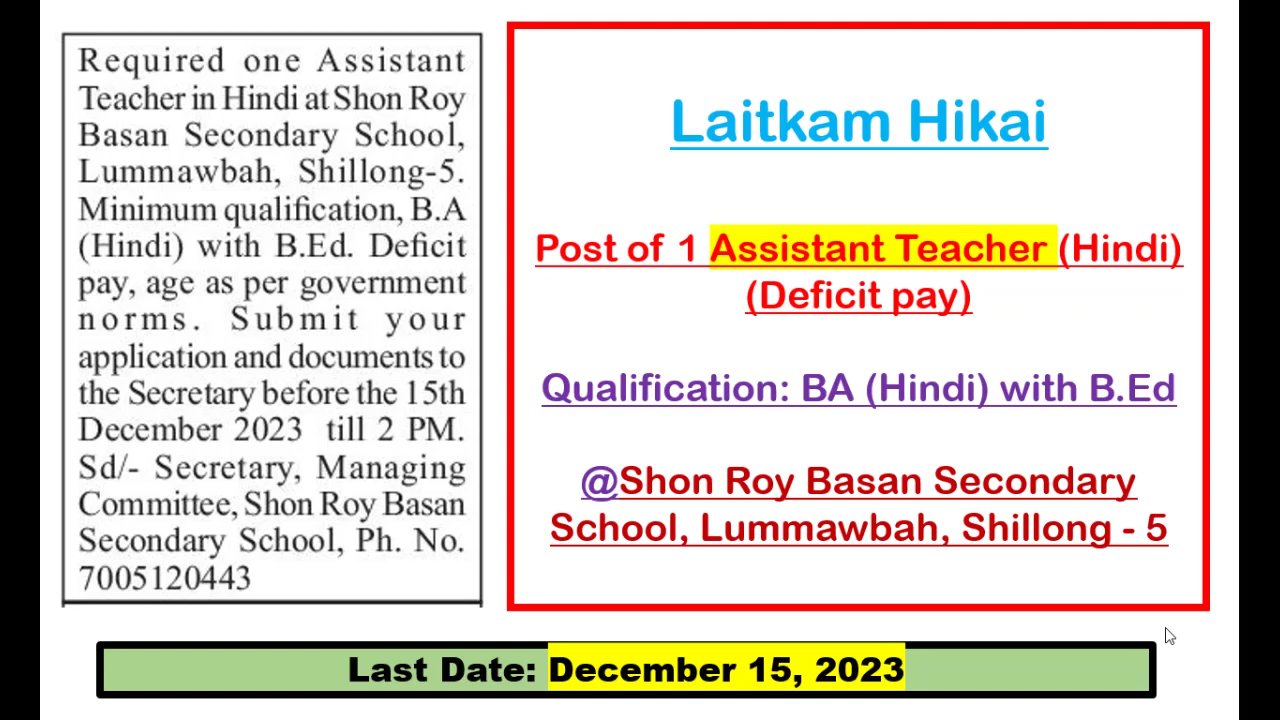 Required one Assistant
Teacher in Hindi at Shon Roy
Basan Secondary School,
Lummawbah, Shillong-5.
Minimum qualification, B.A
(Hindi) with B.Ed. Deficit
pay, age as per government
norms. Submit your
application and documents to
the Secretary before the 15th
December 2023 till 2 PM.
Sd/- Secretary, Managing
Committee, Shon Roy Basan
Secondary School, Ph. No.
7005120443
Laitkam Hikai
Post of 1 Assistant Teacher (Hindi)
(Deficit pay)
Qualification: BA (Hindi) with B.Ed
@Shon Roy Basan Secondary
School, Lummawbah, Shillong - 5
Last Date: December 15, 2023